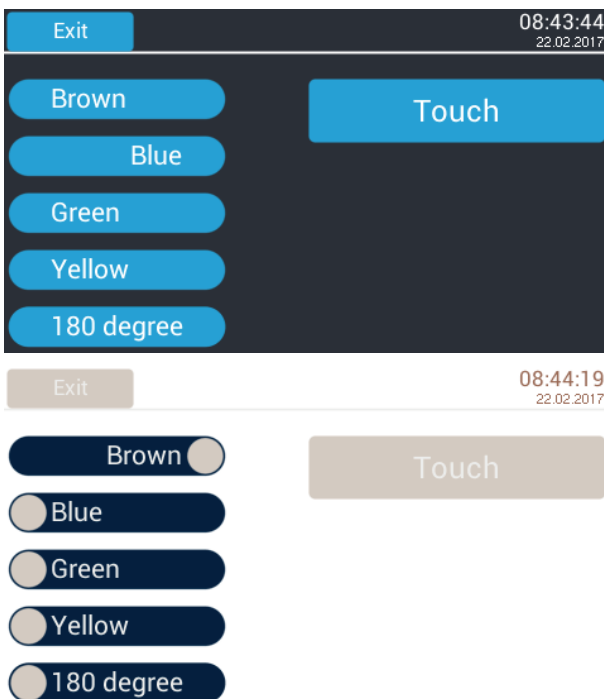 Exit
08:43:44
22.02.2017
Brown
Touch
Blue
Green
Yellow
180 degree
Exit
08:44:19
22.02.2017
Brown
Touch
Blue
Green
Yellow
180 degree